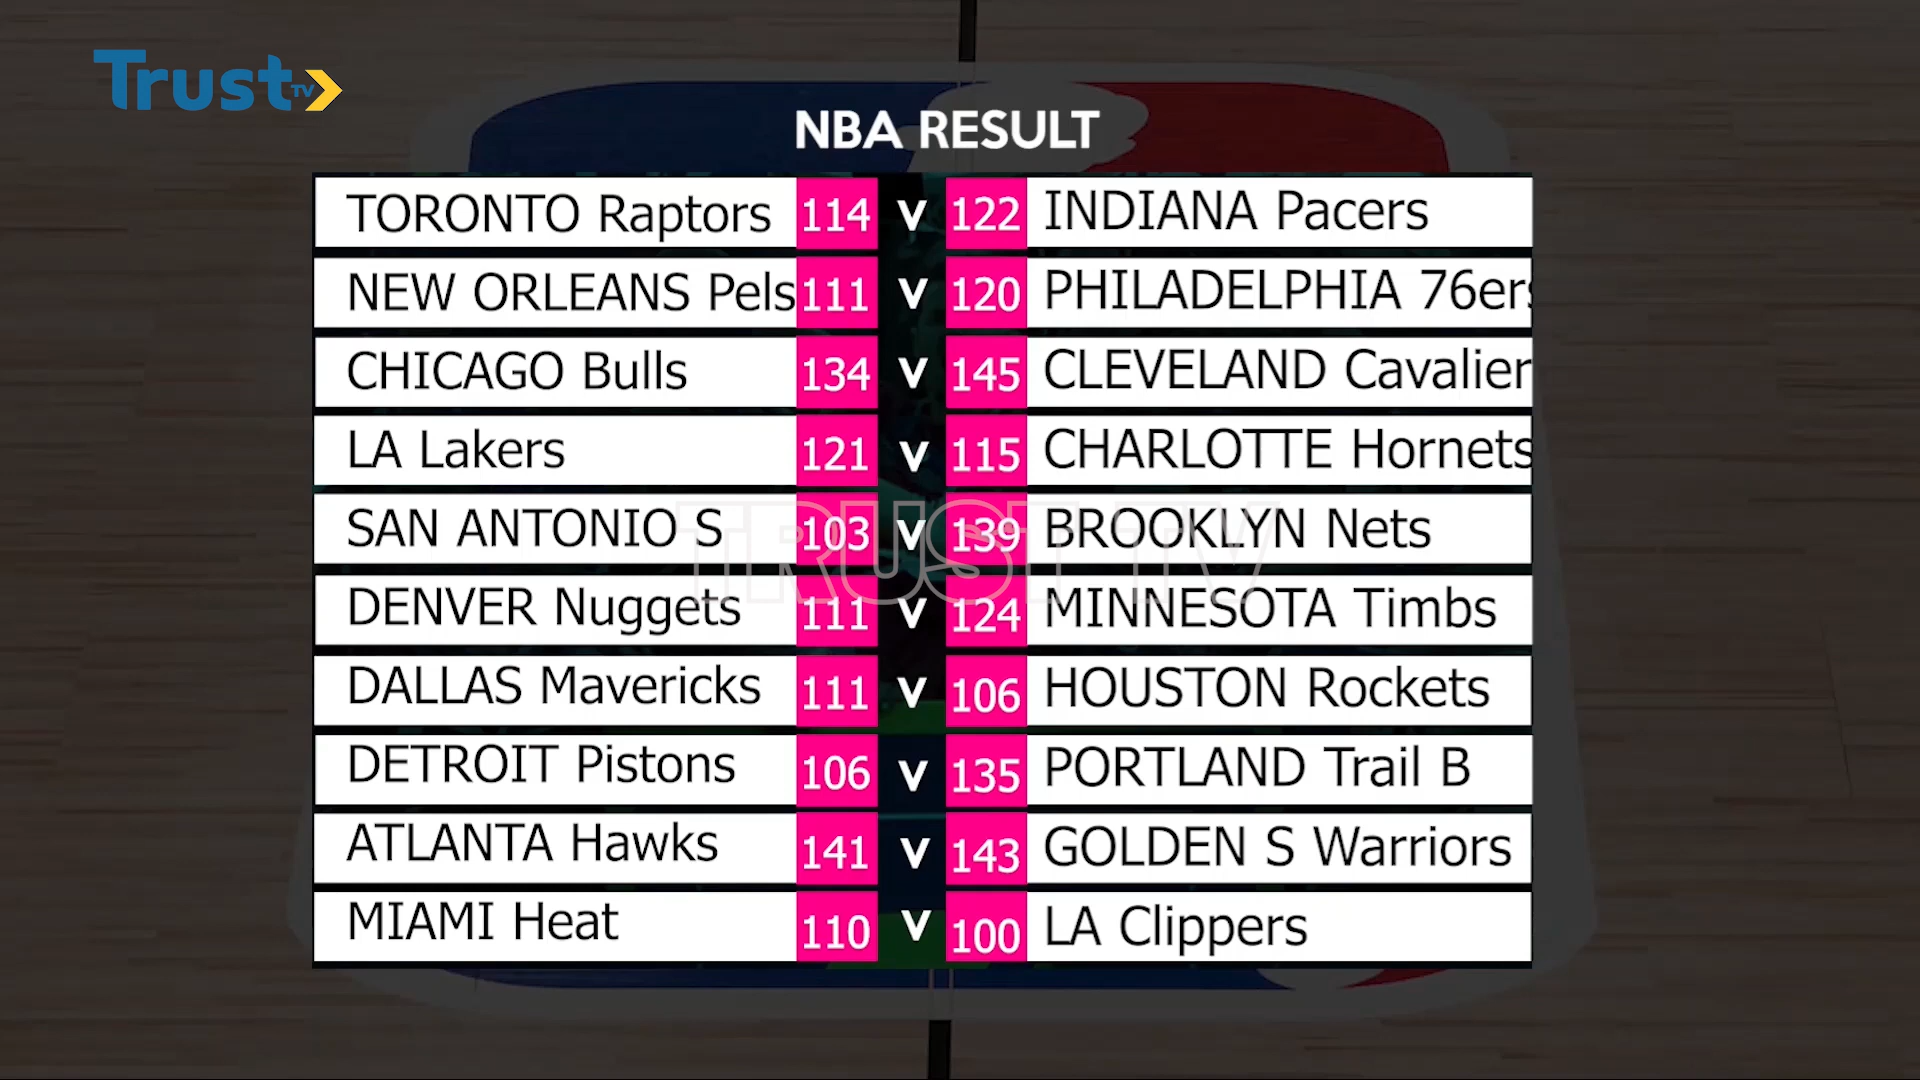 Trust TV
NBA RESULT
TORONTO Raptors 114 V 122 INDIANA Pacers
NEW ORLEANS Pels 111 V 120 PHILADELPHIA 76ers
CHICAGO Bulls 134 V 145 CLEVELAND Cavalier
LA Lakers 121 V 115 CHARLOTTE Hornets
SAN ANTONIO S 103 V 139 BROOKLYN Nets
TRUST TV
DENVER Nuggets 111 V 124 MINNESOTA Timbs
DALLAS Mavericks 111 V 106 HOUSTON Rockets
DETROIT Pistons 106 V 135 PORTLAND Trail B
ATLANTA Hawks 141 V 143 GOLDEN S Warriors
MIAMI Heat 110 V 100 LA Clippers